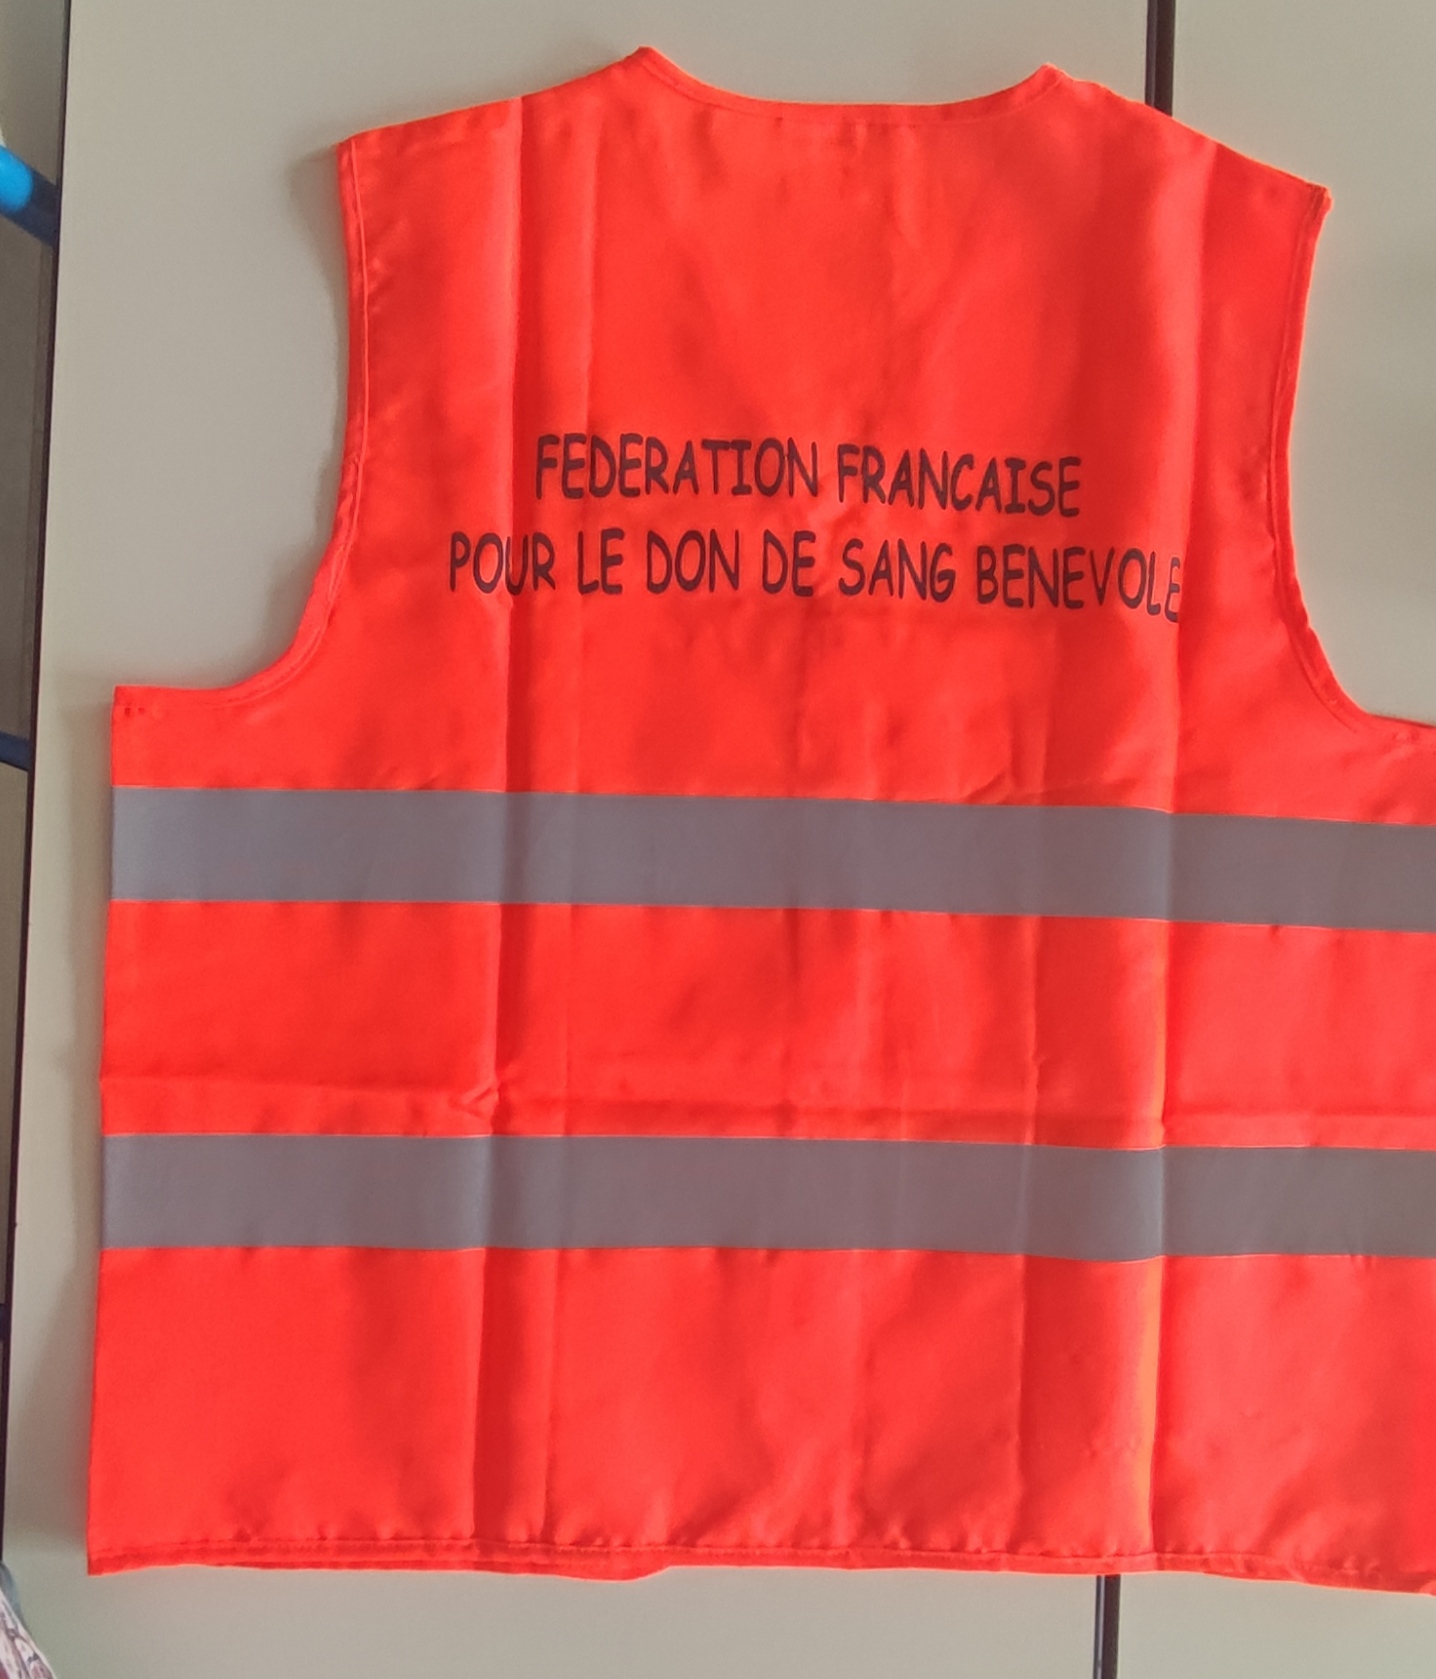 FEDERATION FRANCAISE
POUR LE DON DE SANG BENEVOLE